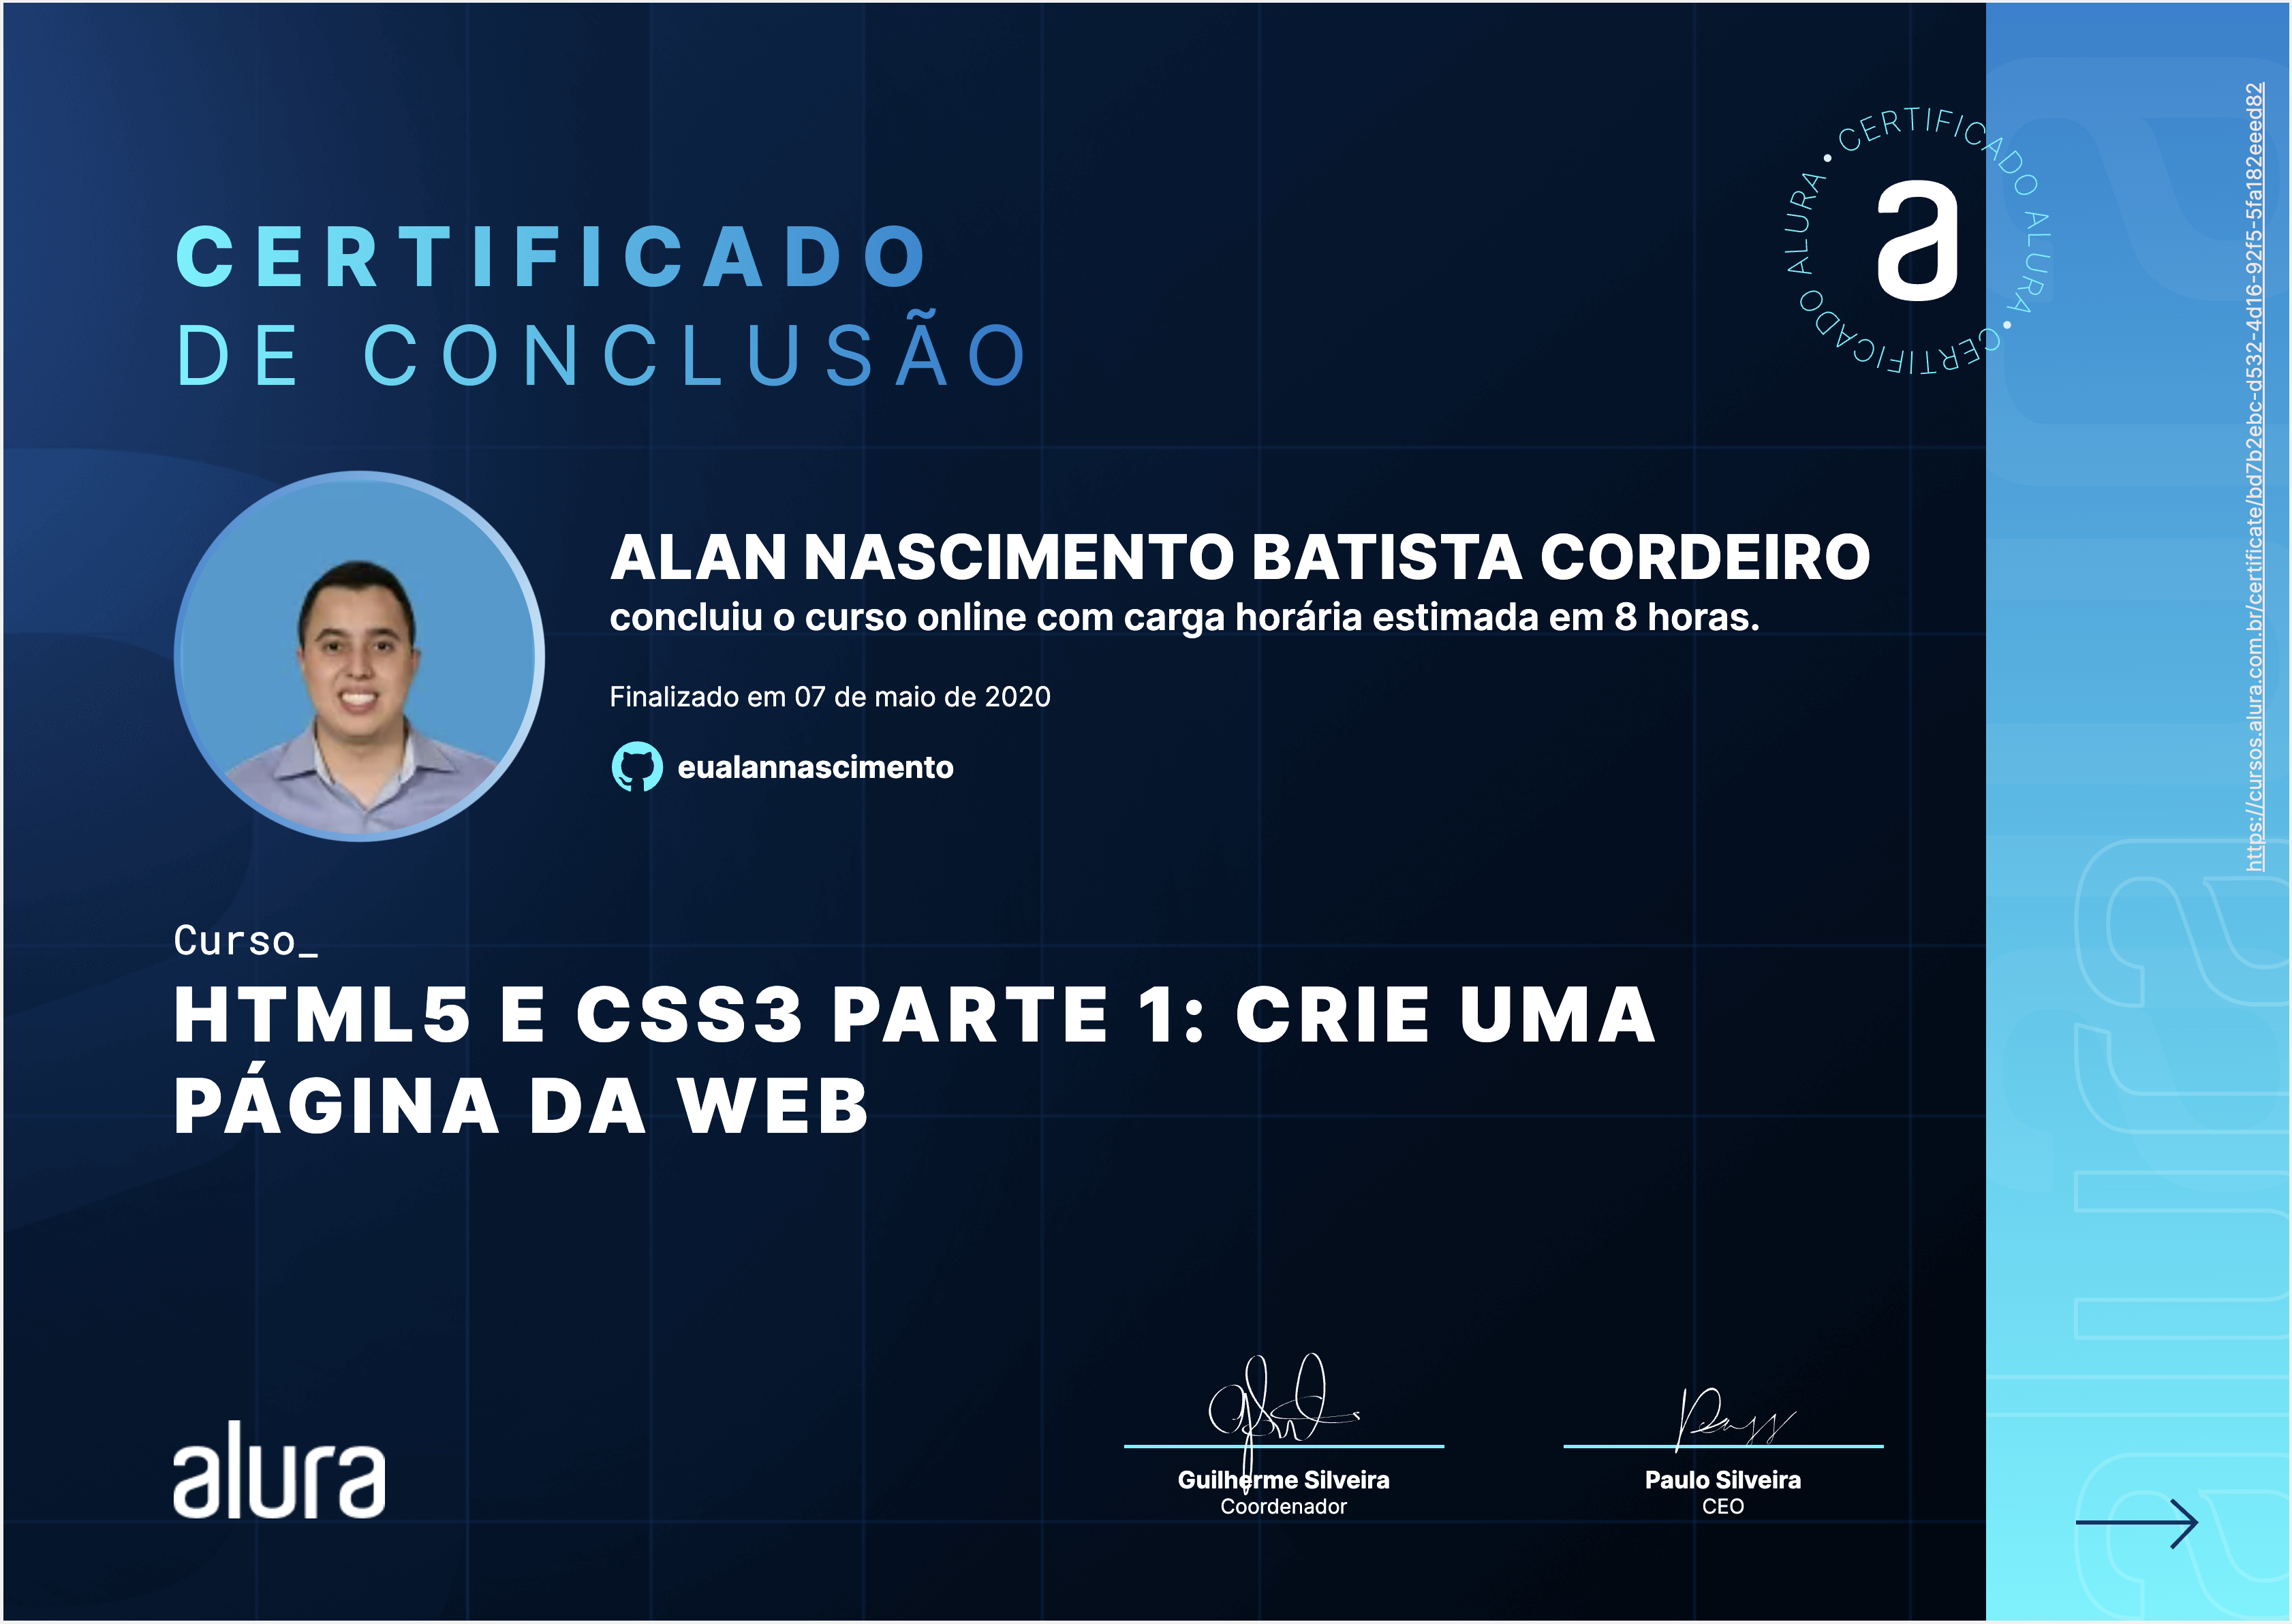 CERTIFICADO
DE CONCLUSÃO
CERTIFICADO ALURA • CERTIFICADO ALURA •
a
https://cursos.alura.com.br/certificate/bd7b2ebc-d532-4d16-92f5-5fa182eeed82
ALAN NASCIMENTO BATISTA CORDEIRO
concluiu o curso online com carga horária estimada em 8 horas.
Finalizado em 07 de maio de 2020
eualannascimento
Curso_
HTML5 E CSS3 PARTE 1: CRIE UMA
PÁGINA DA WEB
alura
Guilherme Silveira
Coordenador
Paulo Silveira
CEO
alura